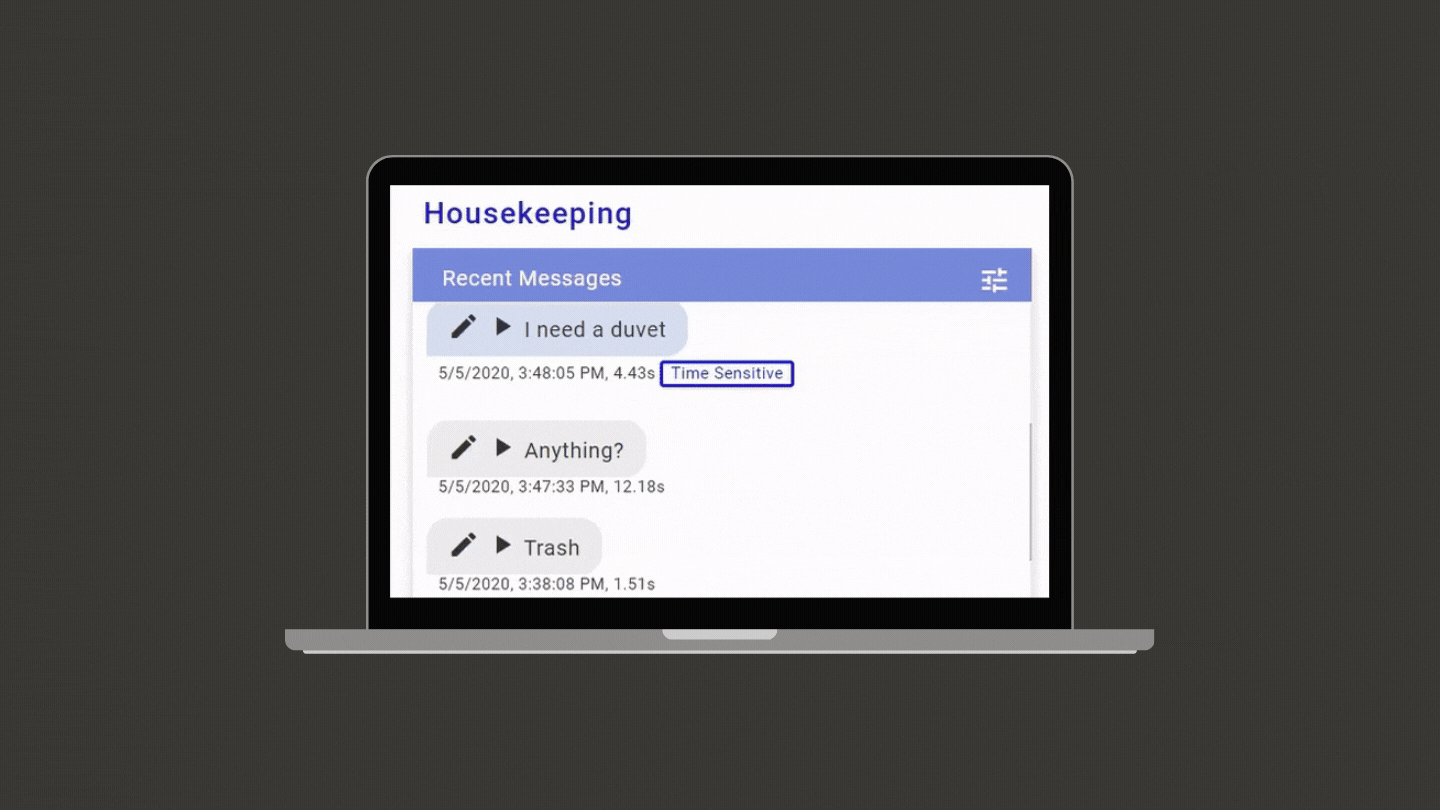 Housekeeping
Recent Messages
I need a duvet
5/5/2020, 3:48:05 PM, 4.43s Time Sensitive
Anything?
5/5/2020, 3:47:33 PM, 12.18s
Trash
5/5/2020, 3:38:08 PM, 1.51s